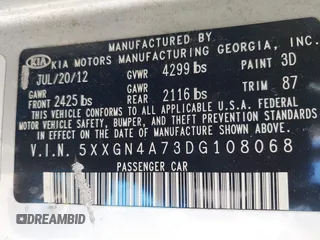 MANUFACTURED BY
KIA KIA MOTORS MANUFACTURING GEORGIA, INC.
JUL/20/12 GVWR 4299 lbs PAINT 3D
GAWR FRONT 2425 lbs GAWR REAR 2116 lbs TRIM 87
THIS VEHICLE CONFORMS TO ALL APPLICABLE U.S. FEDERAL
MOTOR VEHICLE SAFETY, BUMPER, AND THEFT PREVENTION
STANDARDS IN EFFECT ON THE DATE OF MANUFACTURE SHOWN ABOVE.
V.I.N. 5XXGN4A73DG108068
PASSENGER CAR
DREAMBID